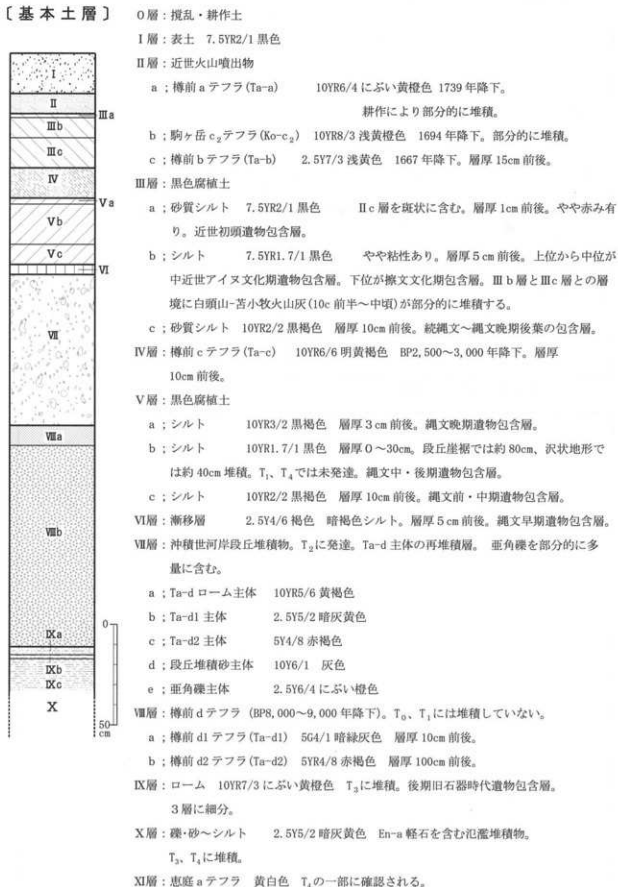 〔基本土層〕
I
II
IIIa
IIIb
IIIc
IV
Va
Vb
Vc
VI
VII
VIIIa
VIIIb
IXa
IXb
IXc
X
0
50
cm
0層：撹乱・耕作土
I層：表土 7.5YR2/1 黒色
II層：近世火山噴出物
a；樽前aテフラ(Ta-a) 10YR6/4 にぶい黄橙色 1739年降下。
耕作により部分的に堆積。
b；駒ヶ岳c₂テフラ(Ko-c₂) 10YR8/3 浅黄橙色 1694年降下。部分的に堆積。
c；樽前bテフラ(Ta-b) 2.5Y7/3 浅黄色 1667年降下。層厚15cm前後。
III層：黒色腐植土
a；砂質シルト 7.5YR2/1 黒色 IIc層を斑状に含む。層厚1cm前後。やや赤み有
り。近世初頭遺物包含層。
b；シルト 7.5YR1.7/1 黒色 やや粘性あり。層厚5cm前後。上位から中位が
中近世アイヌ文化期遺物包含層。下位が擦文文化期包含層。IIIb層とIIIc層との層
境に白頭山-苫小牧火山灰(10c前半～中頃)が部分的に堆積する。
c；砂質シルト 10YR2/2 黒褐色 層厚10cm前後。続縄文～縄文晩期後葉の包含層。
IV層：樽前cテフラ(Ta-c) 10YR6/6 明黄褐色 BP2,500～3,000年降下。層厚
10cm前後。
V層：黒色腐植土
a；シルト 10YR3/2 黒褐色 層厚3cm前後。縄文晩期遺物包含層。
b；シルト 10YR1.7/1 黒色 層厚0～30cm。段丘崖裾では約80cm、沢状地形で
は約40cm堆積。T₁、T₄では未発達。縄文中・後期遺物包含層。
c；シルト 10YR2/2 黒褐色 層厚10cm前後。縄文前・中期遺物包含層。
VI層：漸移層 2.5Y4/6 褐色 暗褐色シルト。層厚5cm前後。縄文早期遺物包含層。
VII層：沖積世河岸段丘堆積物。T₂に発達。Ta-d主体の再堆積層。 亜角礫を部分的に多
量に含む。
a；Ta-dローム主体 10YR5/6 黄褐色
b；Ta-d1主体 2.5Y5/2 暗灰黄色
c；Ta-d2主体 5Y4/8 赤褐色
d；段丘堆積砂主体 10Y6/1 灰色
e；亜角礫主体 2.5Y6/4 にぶい橙色
VIII層：樽前dテフラ(BP8,000～9,000年降下)。T₀、T₁には堆積していない。
a；樽前d1テフラ(Ta-d1) 5G4/1 暗緑灰色 層厚10cm前後。
b；樽前d2テフラ(Ta-d2) 5YR4/8 赤褐色 層厚100cm前後。
IX層：ローム 10YR7/3 にぶい黄橙色 T₃に堆積。後期旧石器時代遺物包含層。
3層に細分。
X層：礫・砂～シルト 2.5Y5/2 暗灰黄色 En-a軽石を含む氾濫堆積物。
T₃、T₄に堆積。
XI層：恵庭aテフラ 黄白色 T₄の一部に確認される。